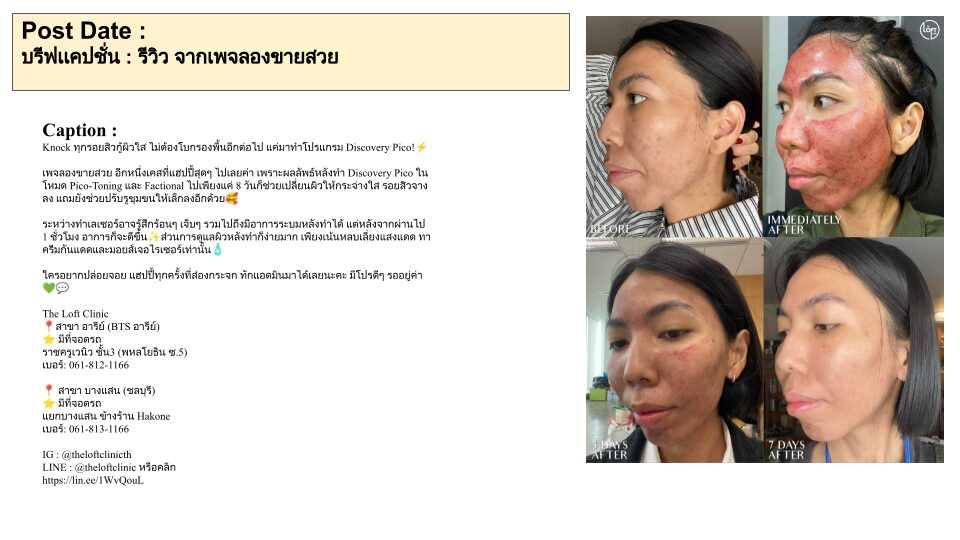 Post Date :
บรีฟแคปชั่น : รีวิว จากเพจลองขายสวย
Caption :
Knock ทุกรอยสิวกู้ผิวใส ไม่ต้องโบกรองพื้นอีกต่อไป แค่มาทำโปรแกรม Discovery Pico!⚡
เพจลองขายสวย อีกหนึ่งเคสที่แฮปปี้สุดๆ ไปเลยค่า เพราะผลลัพธ์หลังทำ Discovery Pico ใน
โหมด Pico-Toning และ Factional ไปเพียงแค่ 8 วันก็ช่วยเปลี่ยนผิวให้กระจ่างใส รอยสิวจาง
ลง แถมยังช่วยปรับรูขุมขนให้เล็กลงอีกด้วย🥰
ระหว่างทำเลเซอร์อาจรู้สึกร้อนๆ เจ็บๆ รวมไปถึงมีอาการระบมหลังทำได้ แต่หลังจากผ่านไป
1 ชั่วโมง อาการก็จะดีขึ้น✨ส่วนการดูแลผิวหลังทำก็ง่ายมาก เพียงเน้นหลบเลี่ยงแสงแดด ทา
ครีมกันแดดและมอยส์เจอไรเซอร์เท่านั้น🧴
ใครอยากปล่อยจอย แฮปปี้ทุกครั้งที่ส่องกระจก ทักแอดมินมาได้เลยนะคะ มีโปรดีๆ รออยู่ค่า
💚💬
The Loft Clinic
📍สาขา อารีย์ (BTS อารีย์)
⭐ มีที่จอดรถ
ราชครูเวนิว ชั้น3 (พหลโยธิน ซ.5)
เบอร์: 061-812-1166
📍 สาขา บางแสน (ชลบุรี)
⭐ มีที่จอดรถ
แยกบางแสน ข้างร้าน Hakone
เบอร์: 061-813-1166
IG : @theloftclinicth
LINE : @theloftclinic หรือคลิก
https://lin.ee/1WvQouL
THE LOFT
BEFORE
IMMEDIATELY
AFTER
3 DAYS
AFTER
7 DAYS
AFTER